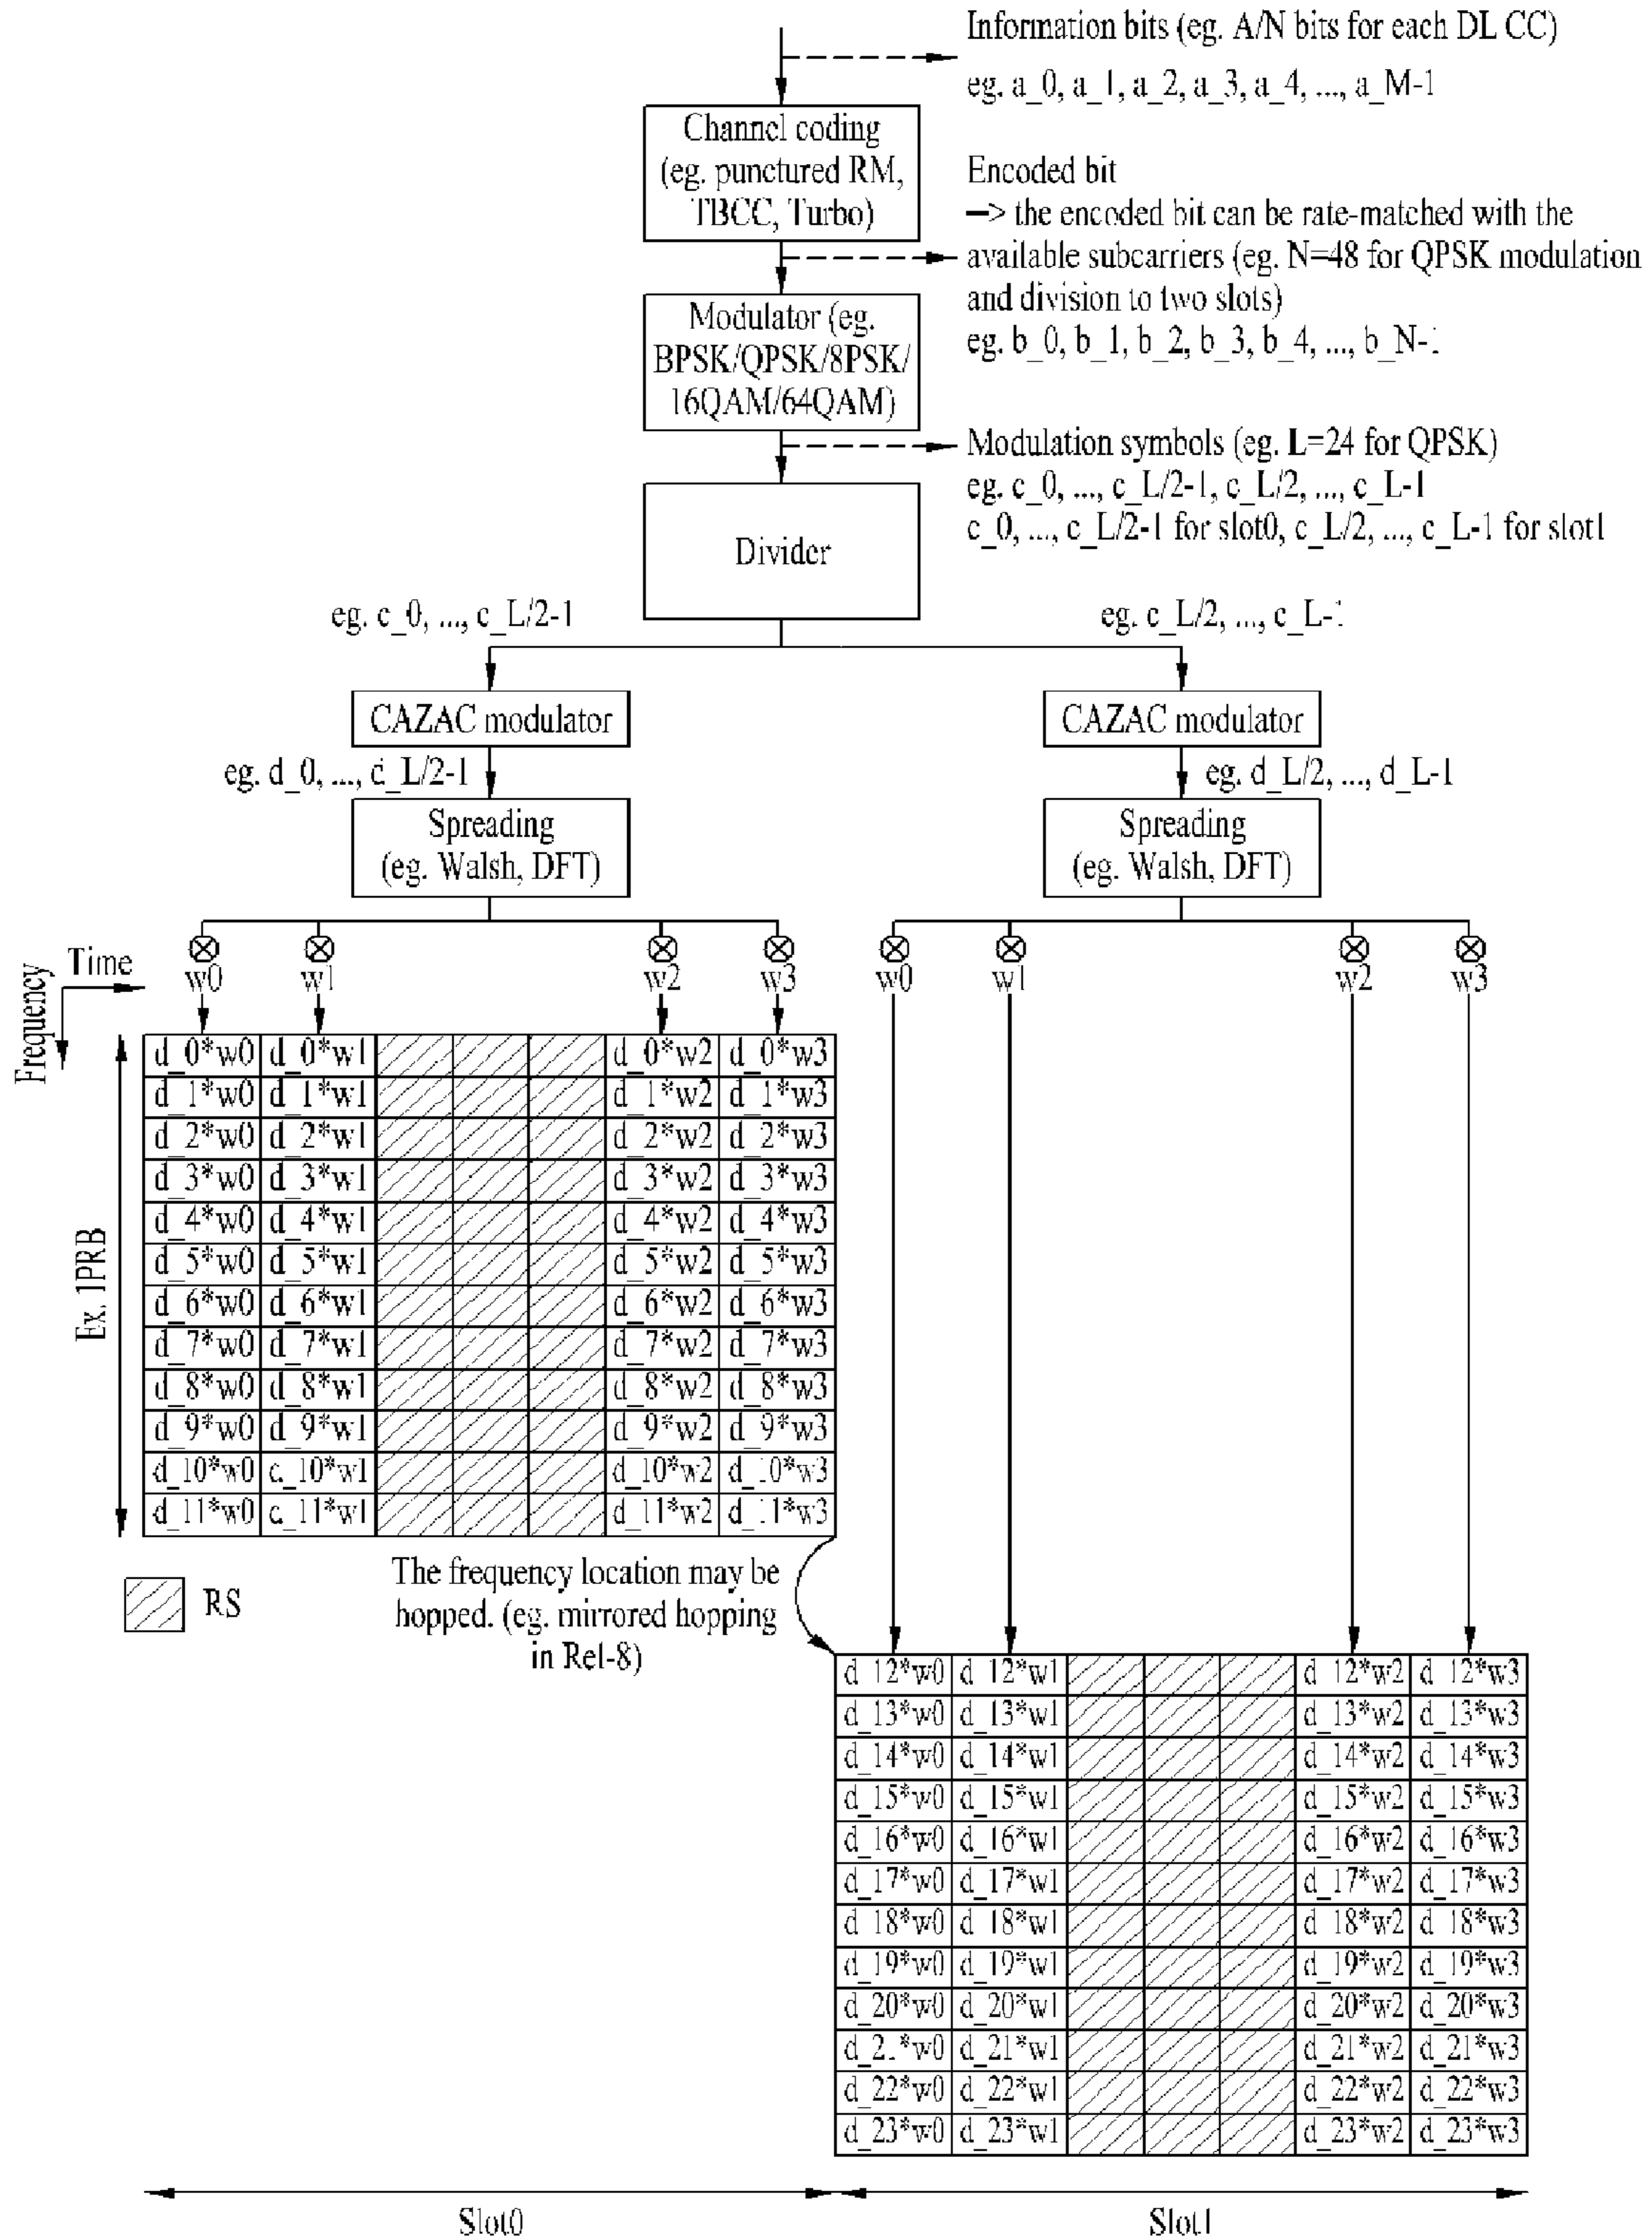 Information bits (eg. A/N bits for each DL CC)
eg. a_0, a_1, a_2, a_3, a_4, ..., a_M-1
Channel coding
(eg. punctured RM,
TBCC, Turbo)
Encoded bit
--> the encoded bit can be rate-matched with the
available subcarriers (eg. N=48 for QPSK modulation
and division to two slots)
eg. b_0, b_1, b_2, b_3, b_4, ..., b_N-1
Modulator (eg.
BPSK/QPSK/8PSK/
16QAM/64QAM)
Modulation symbols (eg. L=24 for QPSK)
eg. c_0, ..., c_L/2-1, c_L/2, ..., c_L-1
c_0, ..., c_L/2-1 for slot0, c_L/2, ..., c_L-1 for slot1
Divider
eg. c_0, ..., c_L/2-1
eg. c_L/2, ..., c_L-1
CAZAC modulator
CAZAC modulator
eg. d_0, ..., d_L/2-1
eg. d_L/2, ..., d_L-1
Spreading
(eg. Walsh, DFT)
Spreading
(eg. Walsh, DFT)
Time
Frequency
w0 w1 w2 w3 w0 w1 w2 w3
d_0*w0 d_0*w1 d_0*w2 d_0*w3
d_1*w0 d_1*w1 d_1*w2 d_1*w3
d_2*w0 d_2*w1 d_2*w2 d_2*w3
d_3*w0 d_3*w1 d_3*w2 d_3*w3
d_4*w0 d_4*w1 d_4*w2 d_4*w3
d_5*w0 d_5*w1 d_5*w2 d_5*w3
d_6*w0 d_6*w1 d_6*w2 d_6*w3
d_7*w0 d_7*w1 d_7*w2 d_7*w3
d_8*w0 d_8*w1 d_8*w2 d_8*w3
d_9*w0 d_9*w1 d_9*w2 d_9*w3
d_10*w0 d_10*w1 d_10*w2 d_10*w3
d_11*w0 d_11*w1 d_11*w2 d_11*w3
Ex. 1PRB
RS
The frequency location may be
hopped. (eg. mirrored hopping
in Rel-8)
d_12*w0 d_12*w1 d_12*w2 d_12*w3
d_13*w0 d_13*w1 d_13*w2 d_13*w3
d_14*w0 d_14*w1 d_14*w2 d_14*w3
d_15*w0 d_15*w1 d_15*w2 d_15*w3
d_16*w0 d_16*w1 d_16*w2 d_16*w3
d_17*w0 d_17*w1 d_17*w2 d_17*w3
d_18*w0 d_18*w1 d_18*w2 d_18*w3
d_19*w0 d_19*w1 d_19*w2 d_19*w3
d_20*w0 d_20*w1 d_20*w2 d_20*w3
d_21*w0 d_21*w1 d_21*w2 d_21*w3
d_22*w0 d_22*w1 d_22*w2 d_22*w3
d_23*w0 d_23*w1 d_23*w2 d_23*w3
Slot0
Slot1